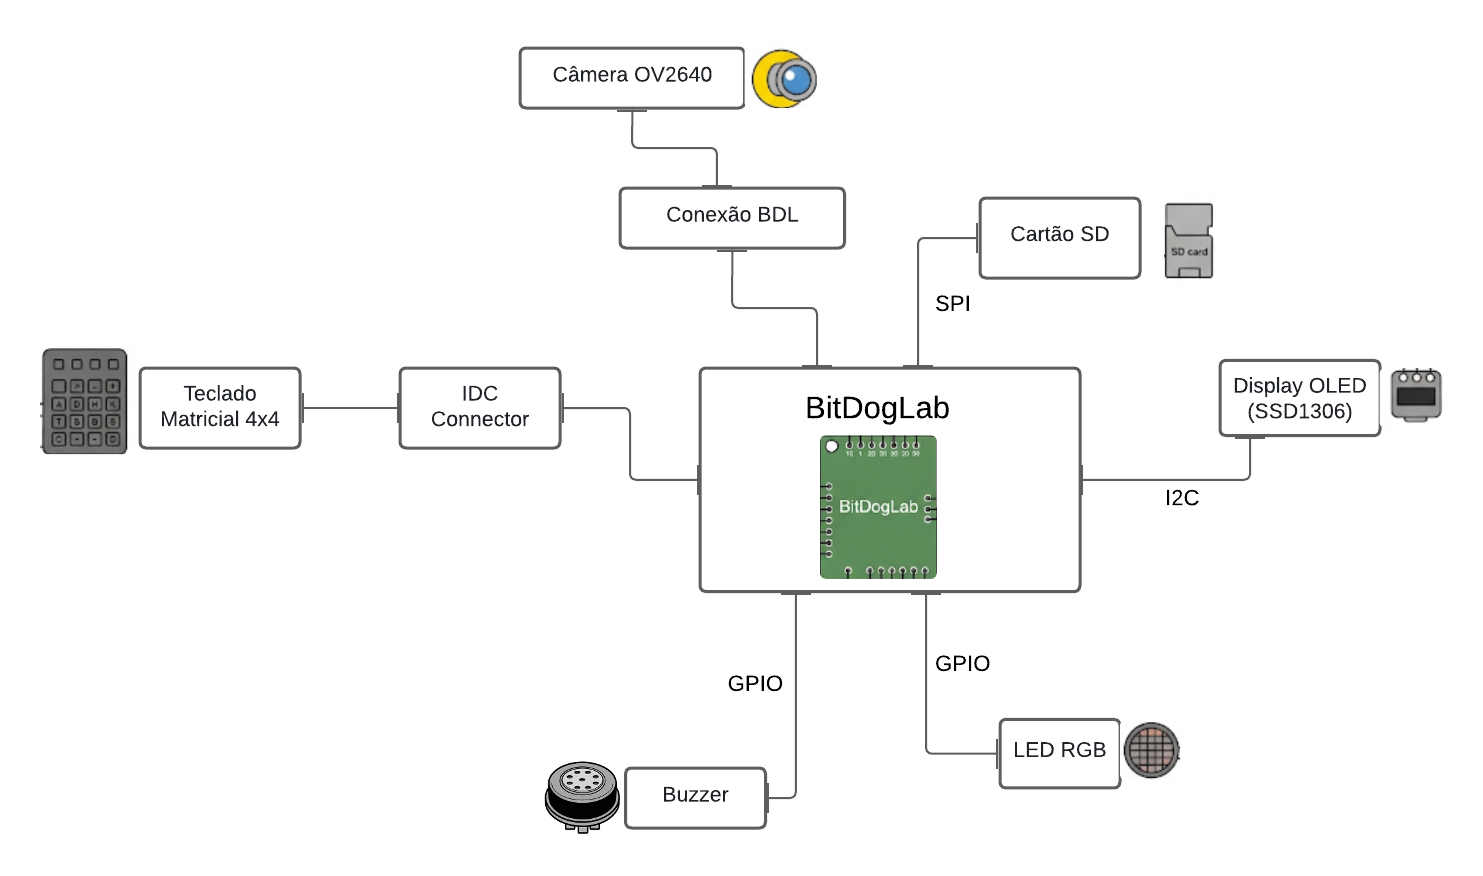 Câmera OV2640
Conexão BDL
Cartão SD
SD card
SPI
Teclado
Matricial 4x4
IDC
Connector
BitDogLab
BitDogLab
Display OLED
(SSD1306)
I2C
GPIO
GPIO
LED RGB
Buzzer